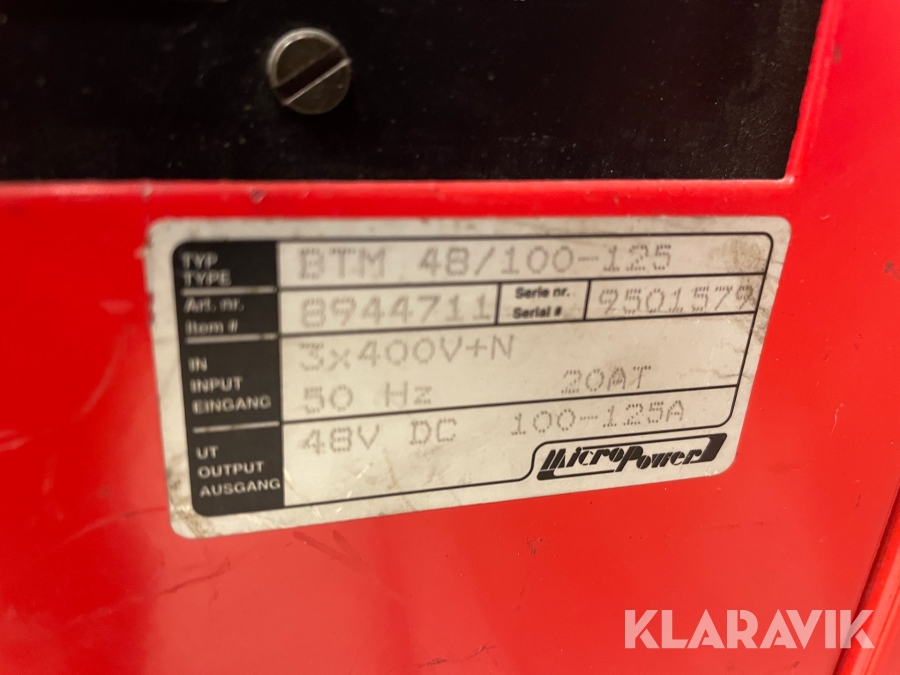 TYP
TYPE
BTM 48/100-125
Art. nr.
Item #
8944711
Serie nr.
Serial #
9501579
IN
INPUT
EINGANG
3x400V+N
50 Hz 20AT
UT
OUTPUT
AUSGANG
48V DC 100-125A
MicroPower
KLARAVIK